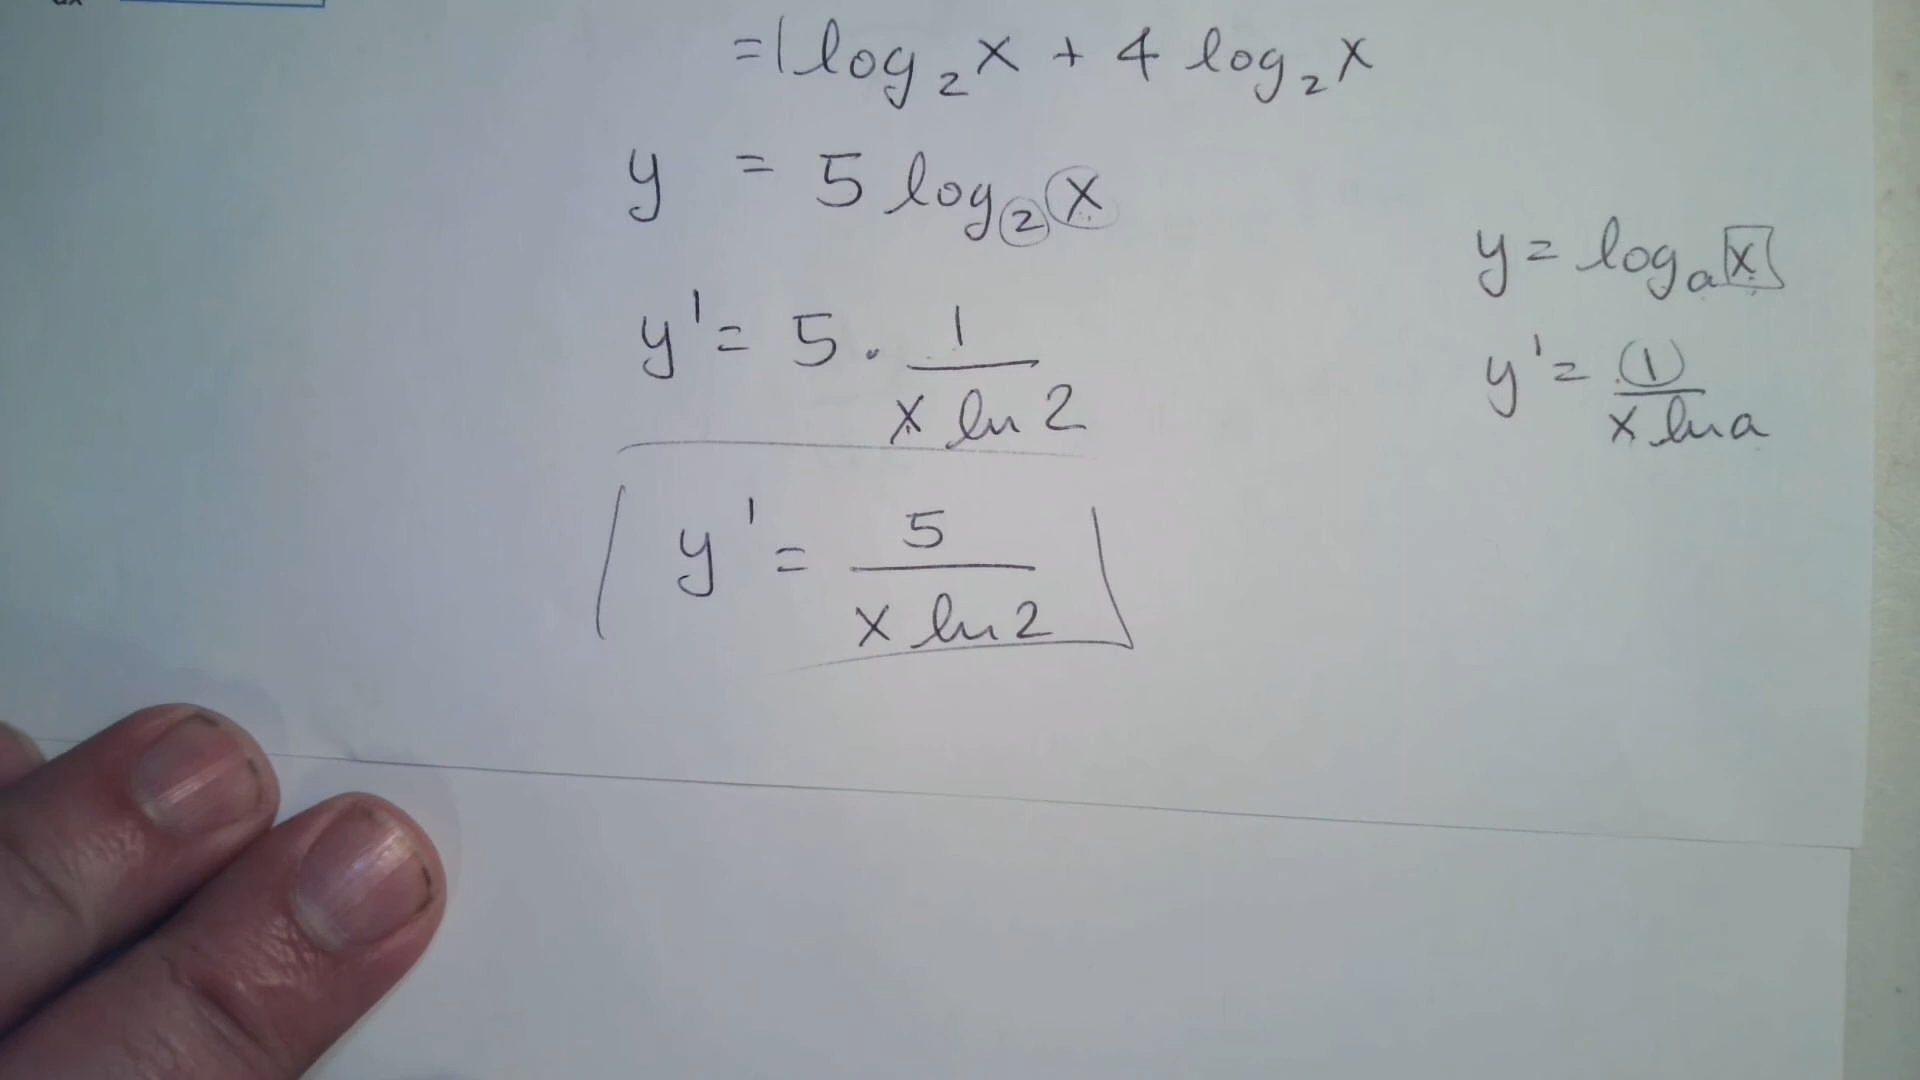 = 1 log₂ x + 4 log₂ x
y = 5 log₂ x
y' = 5 · 1 / (x ln 2)
y' = 5 / (x ln 2)
y = logₐ x
y' = 1 / (x ln a)